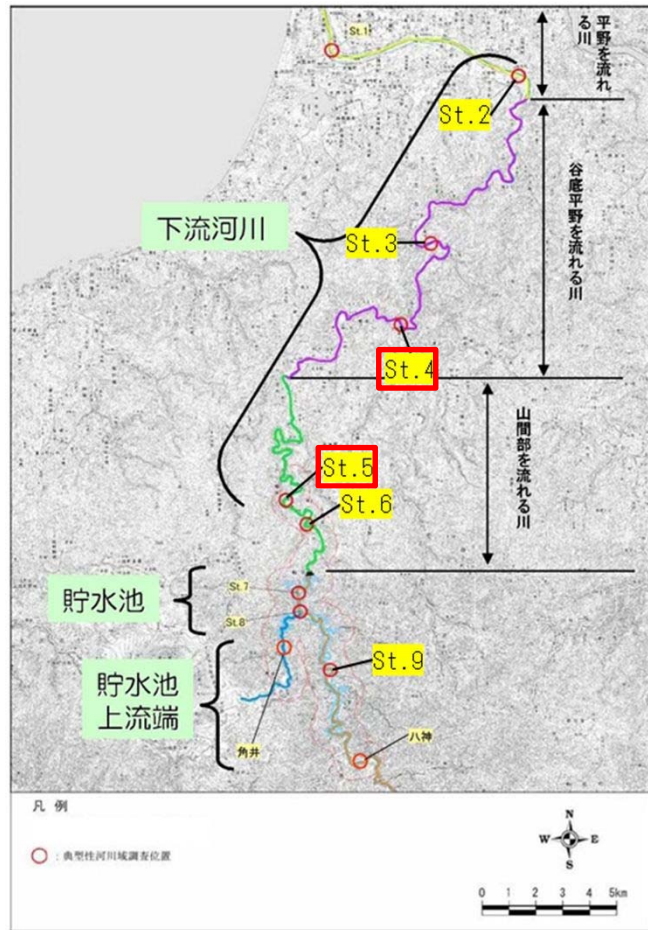 St.1
平野を流れ
る川
St.2
谷底平野を流れる川
下流河川
St.3
St.4
山間部を流れる川
St.5
St.6
貯水池
St.7
St.8
貯水池
上流端
St.9
角井
八神
凡 例
：典型性河川域調査位置
N
W
E
S
0 1 2 3 4 5km